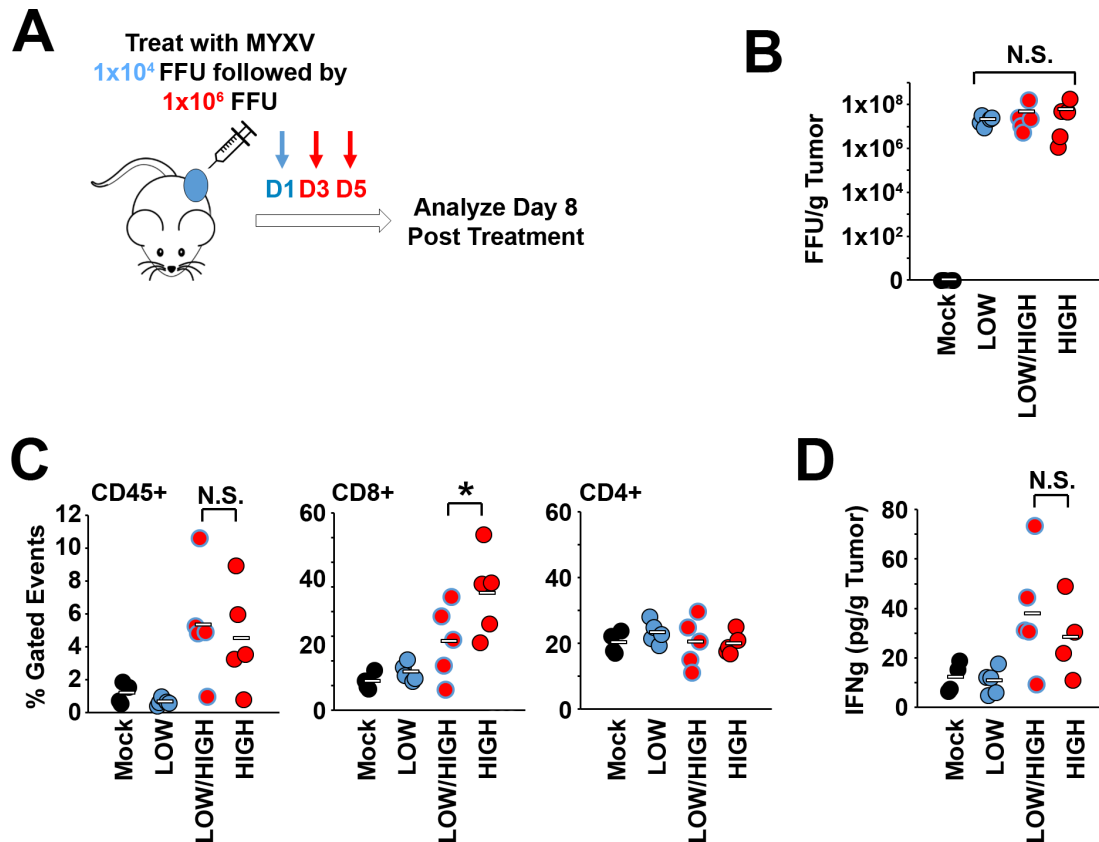 A
Treat with MYXV
1x10⁴ FFU followed by
1x10⁶ FFU
D1 D3 D5
Analyze Day 8
Post Treatment
B
N.S.
FFU/g Tumor
1x10⁸
1x10⁶
1x10⁴
1x10²
0
Mock
LOW
LOW/HIGH
HIGH
C
% Gated Events
CD45+
N.S.
12
10
8
6
4
2
0
Mock
LOW
LOW/HIGH
HIGH
CD8+
*
60
40
20
0
Mock
LOW
LOW/HIGH
HIGH
CD4+
60
40
20
0
Mock
LOW
LOW/HIGH
HIGH
D
N.S.
IFNg (pg/g Tumor)
80
60
40
20
0
Mock
LOW
LOW/HIGH
HIGH